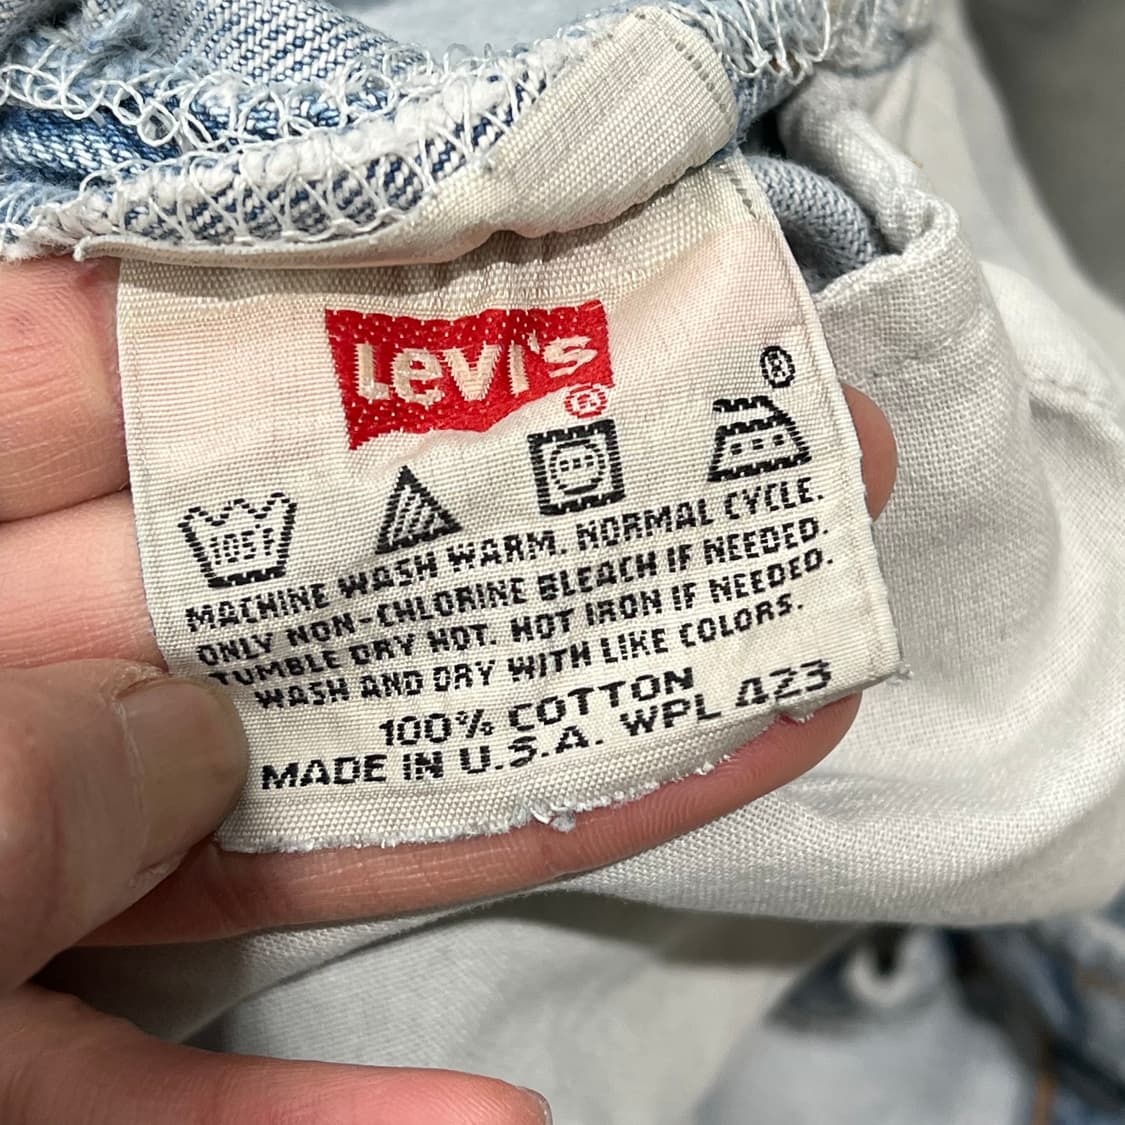 Levi's®
®
105F
MACHINE WASH WARM. NORMAL CYCLE.
ONLY NON-CHLORINE BLEACH IF NEEDED.
TUMBLE DRY HOT. HOT IRON IF NEEDED.
WASH AND DRY WITH LIKE COLORS.
100% COTTON
MADE IN U.S.A. WPL 423